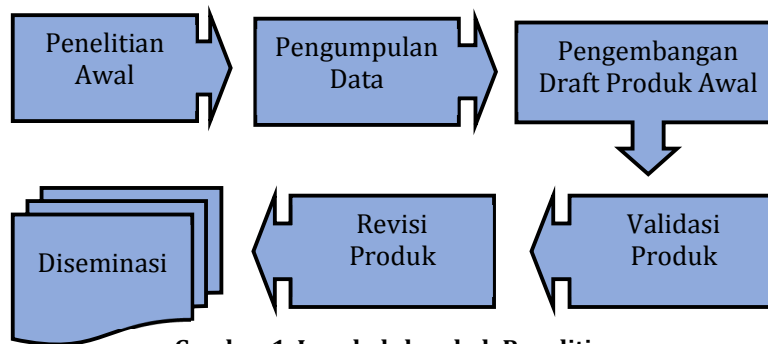 Penelitian
Awal
Pengumpulan
Data
Pengembangan
Draft Produk Awal
Validasi
Produk
Revisi
Produk
Diseminasi